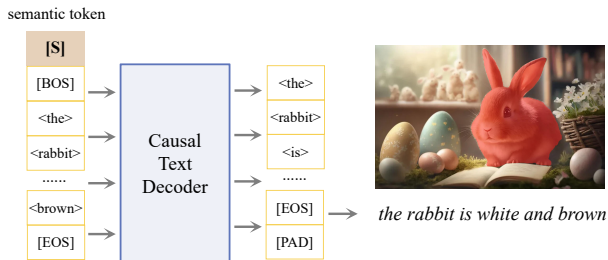 semantic token
[S]
[BOS]
<the>
<rabbit>
......
<brown>
[EOS]
Causal
Text
Decoder
<the>
<rabbit>
<is>
......
[EOS]
[PAD]
the rabbit is white and brown